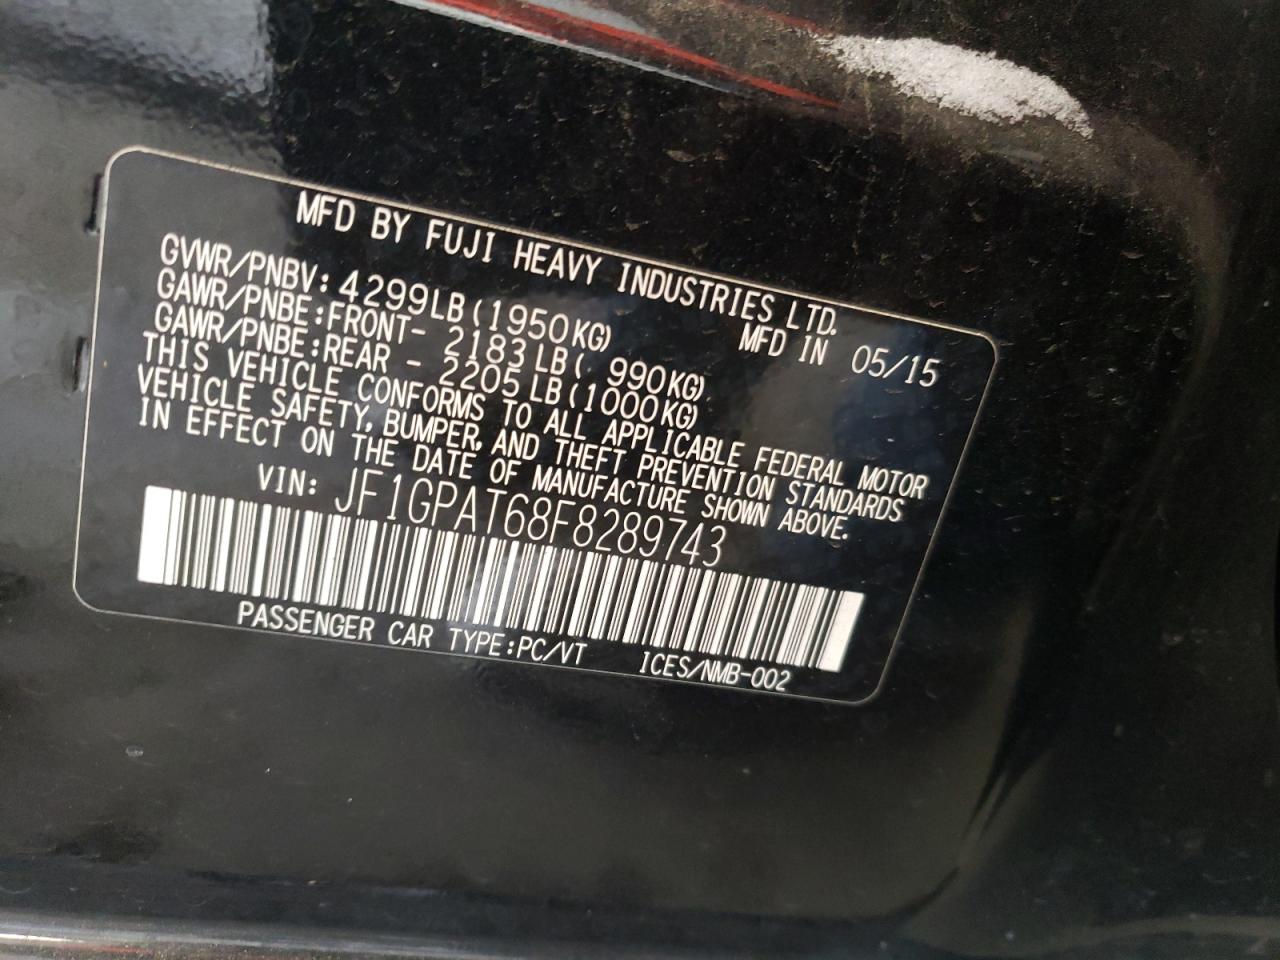 MFD BY FUJI HEAVY INDUSTRIES LTD.
GVWR/PNBV: 4299LB (1950KG) MFD IN 05/15
GAWR/PNBE:FRONT- 2183LB( 990KG)
GAWR/PNBE:REAR - 2205LB(1000KG)
THIS VEHICLE CONFORMS TO ALL APPLICABLE FEDERAL MOTOR
VEHICLE SAFETY, BUMPER, AND THEFT PREVENTION STANDARDS
IN EFFECT ON THE DATE OF MANUFACTURE SHOWN ABOVE.
VIN: JF1GPAT68F8289743
PASSENGER CAR TYPE:PC/VT ICES/NMB-002